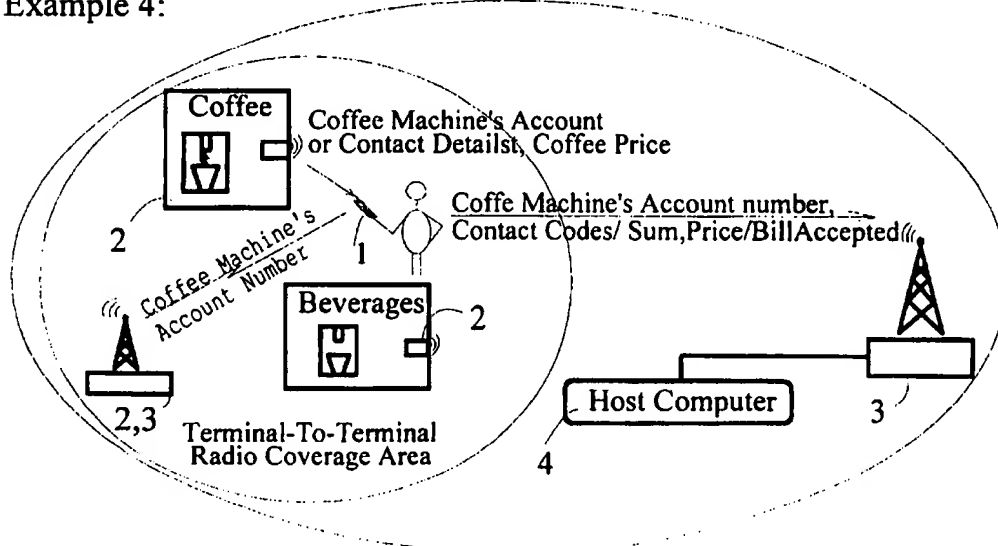 Example 4:
Coffee
Coffee Machine's Account
or Contact Detailst, Coffee Price
2
1
Coffe Machine's Account number,
Contact Codes/ Sum,Price/BillAccepted
Coffee Machine's
Account Number
Beverages
2
2,3
Terminal-To-Terminal
Radio Coverage Area
Host Computer
4
3